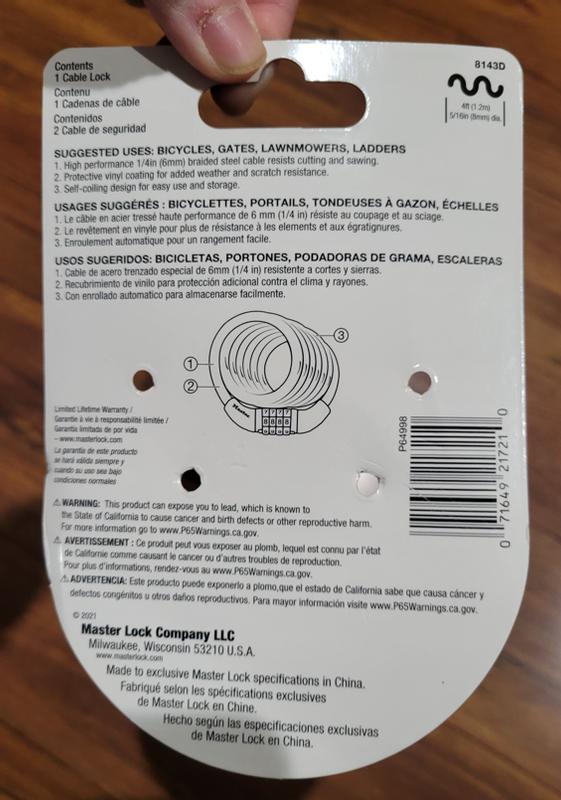 Contents
1 Cable Lock
Contenu
1 Cadenas de câble
Contenidos
2 Cable de seguridad
8143D
4ft (1.2m)
5/16in (8mm) dia.
SUGGESTED USES: BICYCLES, GATES, LAWNMOWERS, LADDERS
1. High performance 1/4in (6mm) braided steel cable resists cutting and sawing.
2. Protective vinyl coating for added weather and scratch resistance.
3. Self-coiling design for easy use and storage.
USAGES SUGGÉRÉS : BICYCLETTES, PORTAILS, TONDEUSES À GAZON, ÉCHELLES
1. Le câble en acier tressé haute performance de 6 mm (1/4 in) résiste au coupage et au sciage.
2. Le revêtement en vinyle pour plus de résistance à les elements et aux égratignures.
3. Enroulement automatique pour un rangement facile.
USOS SUGERIDOS: BICICLETAS, PORTONES, PODADORAS DE GRAMA, ESCALERAS
1. Cable de acero trenzado especial de 6mm (1/4 in) resistente a cortes y sierras.
2. Recubrimiento de vinilo para protección adicional contra el clima y rayones.
3. Con enrollado automatico para almacenarse facilmente.
1
2
3
Master
7 7 7 7
8 8 8 8
9 9 9 9
Limited Lifetime Warranty /
Garantie à vie à responsabilité limitée /
Garantía limitada de por vida
– www.masterlock.com
La garantía de este producto
se hará válida siempre y
cuando su uso sea bajo
condiciones normales
P64998
0 71649 21721 0
⚠ WARNING: This product can expose you to lead, which is known to
the State of California to cause cancer and birth defects or other reproductive harm.
For more information go to www.P65Warnings.ca.gov.
⚠ AVERTISSEMENT : Ce produit peut vous exposer au plomb, lequel est connu par l'état
de Californie comme causant le cancer ou d'autres troubles de reproduction.
Pour plus d'informations, rendez-vous au www.P65Warnings.ca.gov.
⚠ ADVERTENCIA: Este producto puede exponerlo a plomo,que el estado de California sabe que causa cáncer y
defectos congénitos u otros daños reproductivos. Para mayor información visite www.P65Warnings.ca.gov.
© 2021
Master Lock Company LLC
Milwaukee, Wisconsin 53210 U.S.A.
www.masterlock.com
Made to exclusive Master Lock specifications in China.
Fabriqué selon les spécifications exclusives
de Master Lock en Chine.
Hecho según las especificaciones exclusivas
de Master Lock en China.